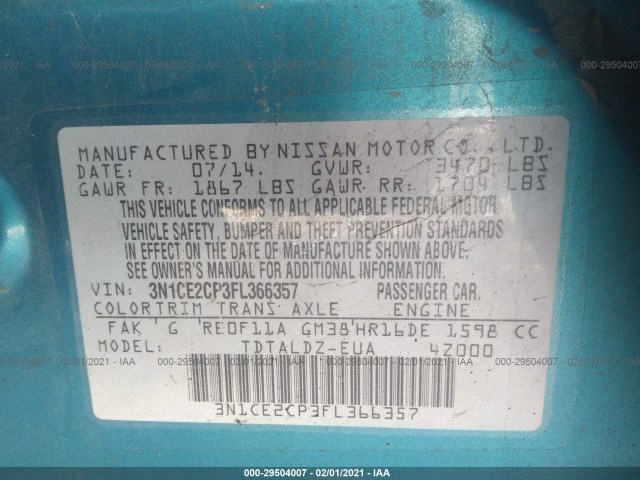 000-29504007 - 02/01/2021 - IAA
MANUFACTURED BY NISSAN MOTOR CO., LTD.
DATE: 07/14. GVWR: 3470 LBS
GAWR FR: 1867 LBS GAWR RR: 1704 LBS
THIS VEHICLE CONFORMS TO ALL APPLICABLE FEDERAL MOTOR
VEHICLE SAFETY, BUMPER AND THEFT PREVENTION STANDARDS
IN EFFECT ON THE DATE OF MANUFACTURE SHOWN ABOVE.
SEE OWNER'S MANUAL FOR ADDITIONAL INFORMATION.
VIN: 3N1CE2CP3FL366357 PASSENGER CAR.
COLOR TRIM TRANS AXLE ENGINE
FAK G RE0F11A GM38 HR16DE 1598 CC
MODEL: TDTALDZ-EUA 4Z000
3N1CE2CP3FL366357
000-29504007 - 02/01/2021 - IAA